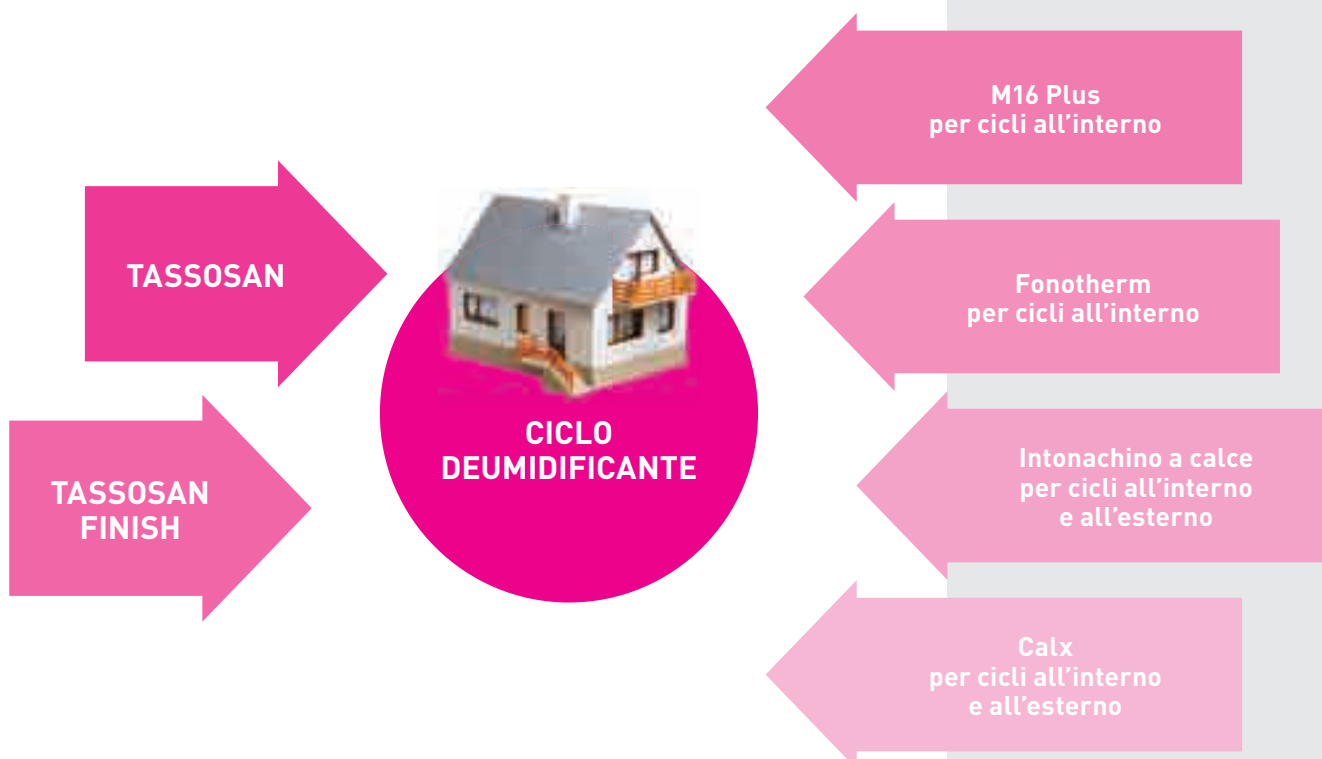 TASSOSAN
TASSOSAN
FINISH
CICLO
DEUMIDIFICANTE
M16 Plus
per cicli all’interno
Fonotherm
per cicli all’interno
Intonachino a calce
per cicli all’interno
e all’esterno
Calx
per cicli all’interno
e all’esterno